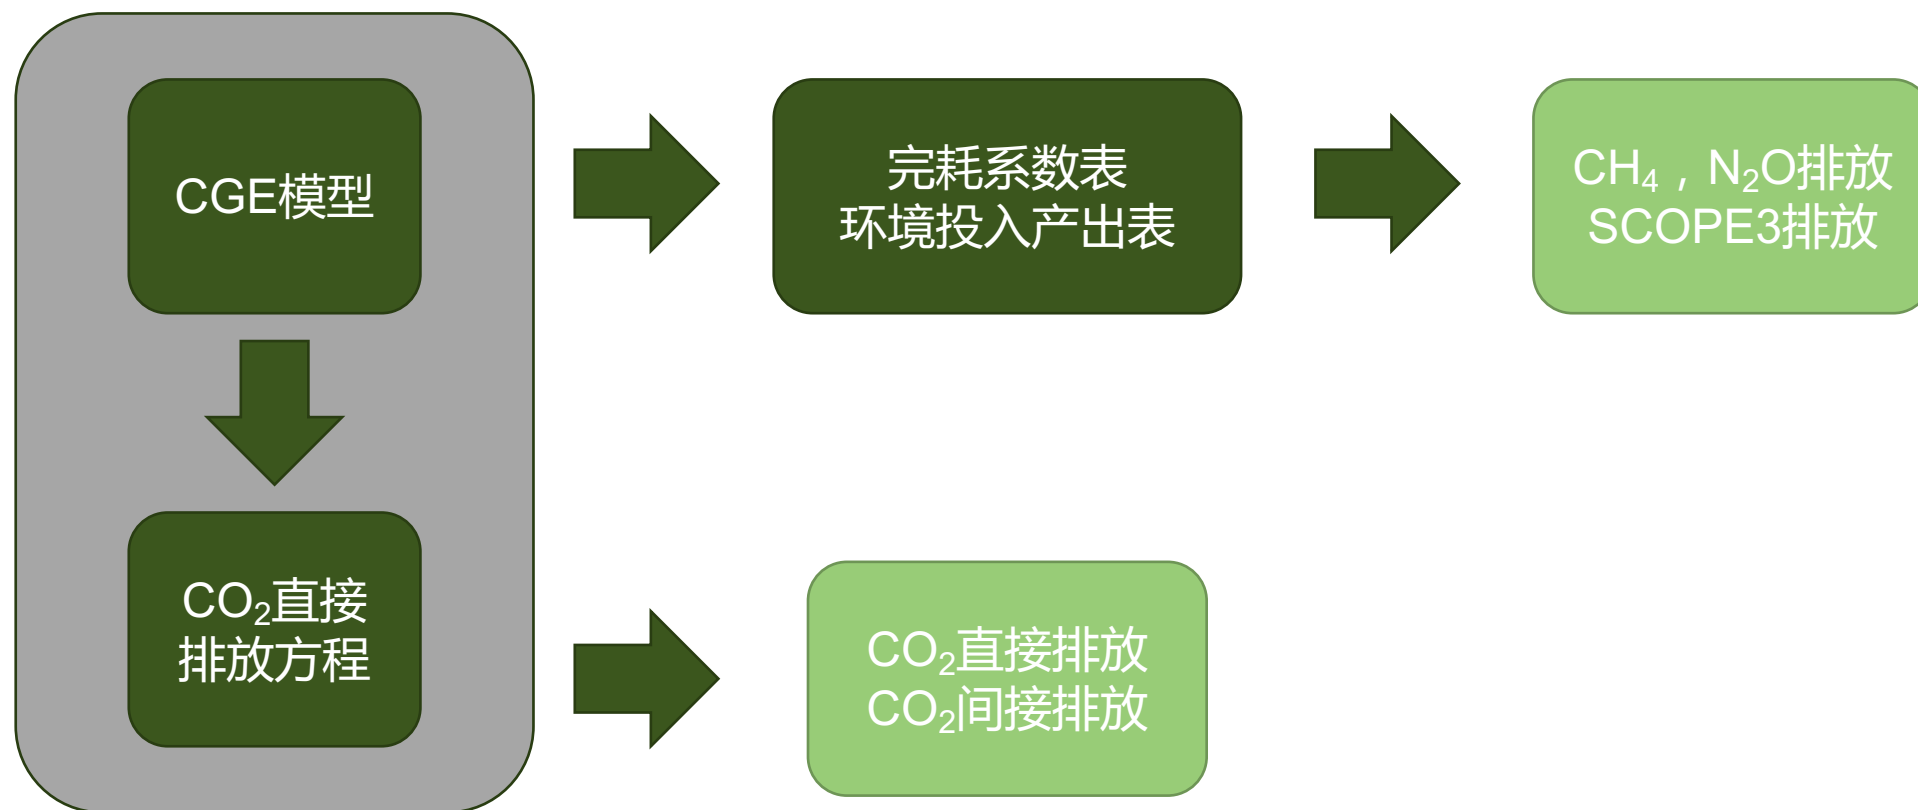 CGE模型
完耗系数表
环境投入产出表
CH₄，N₂O排放
SCOPE3排放
CO₂直接
排放方程
CO₂直接排放
CO₂间接排放